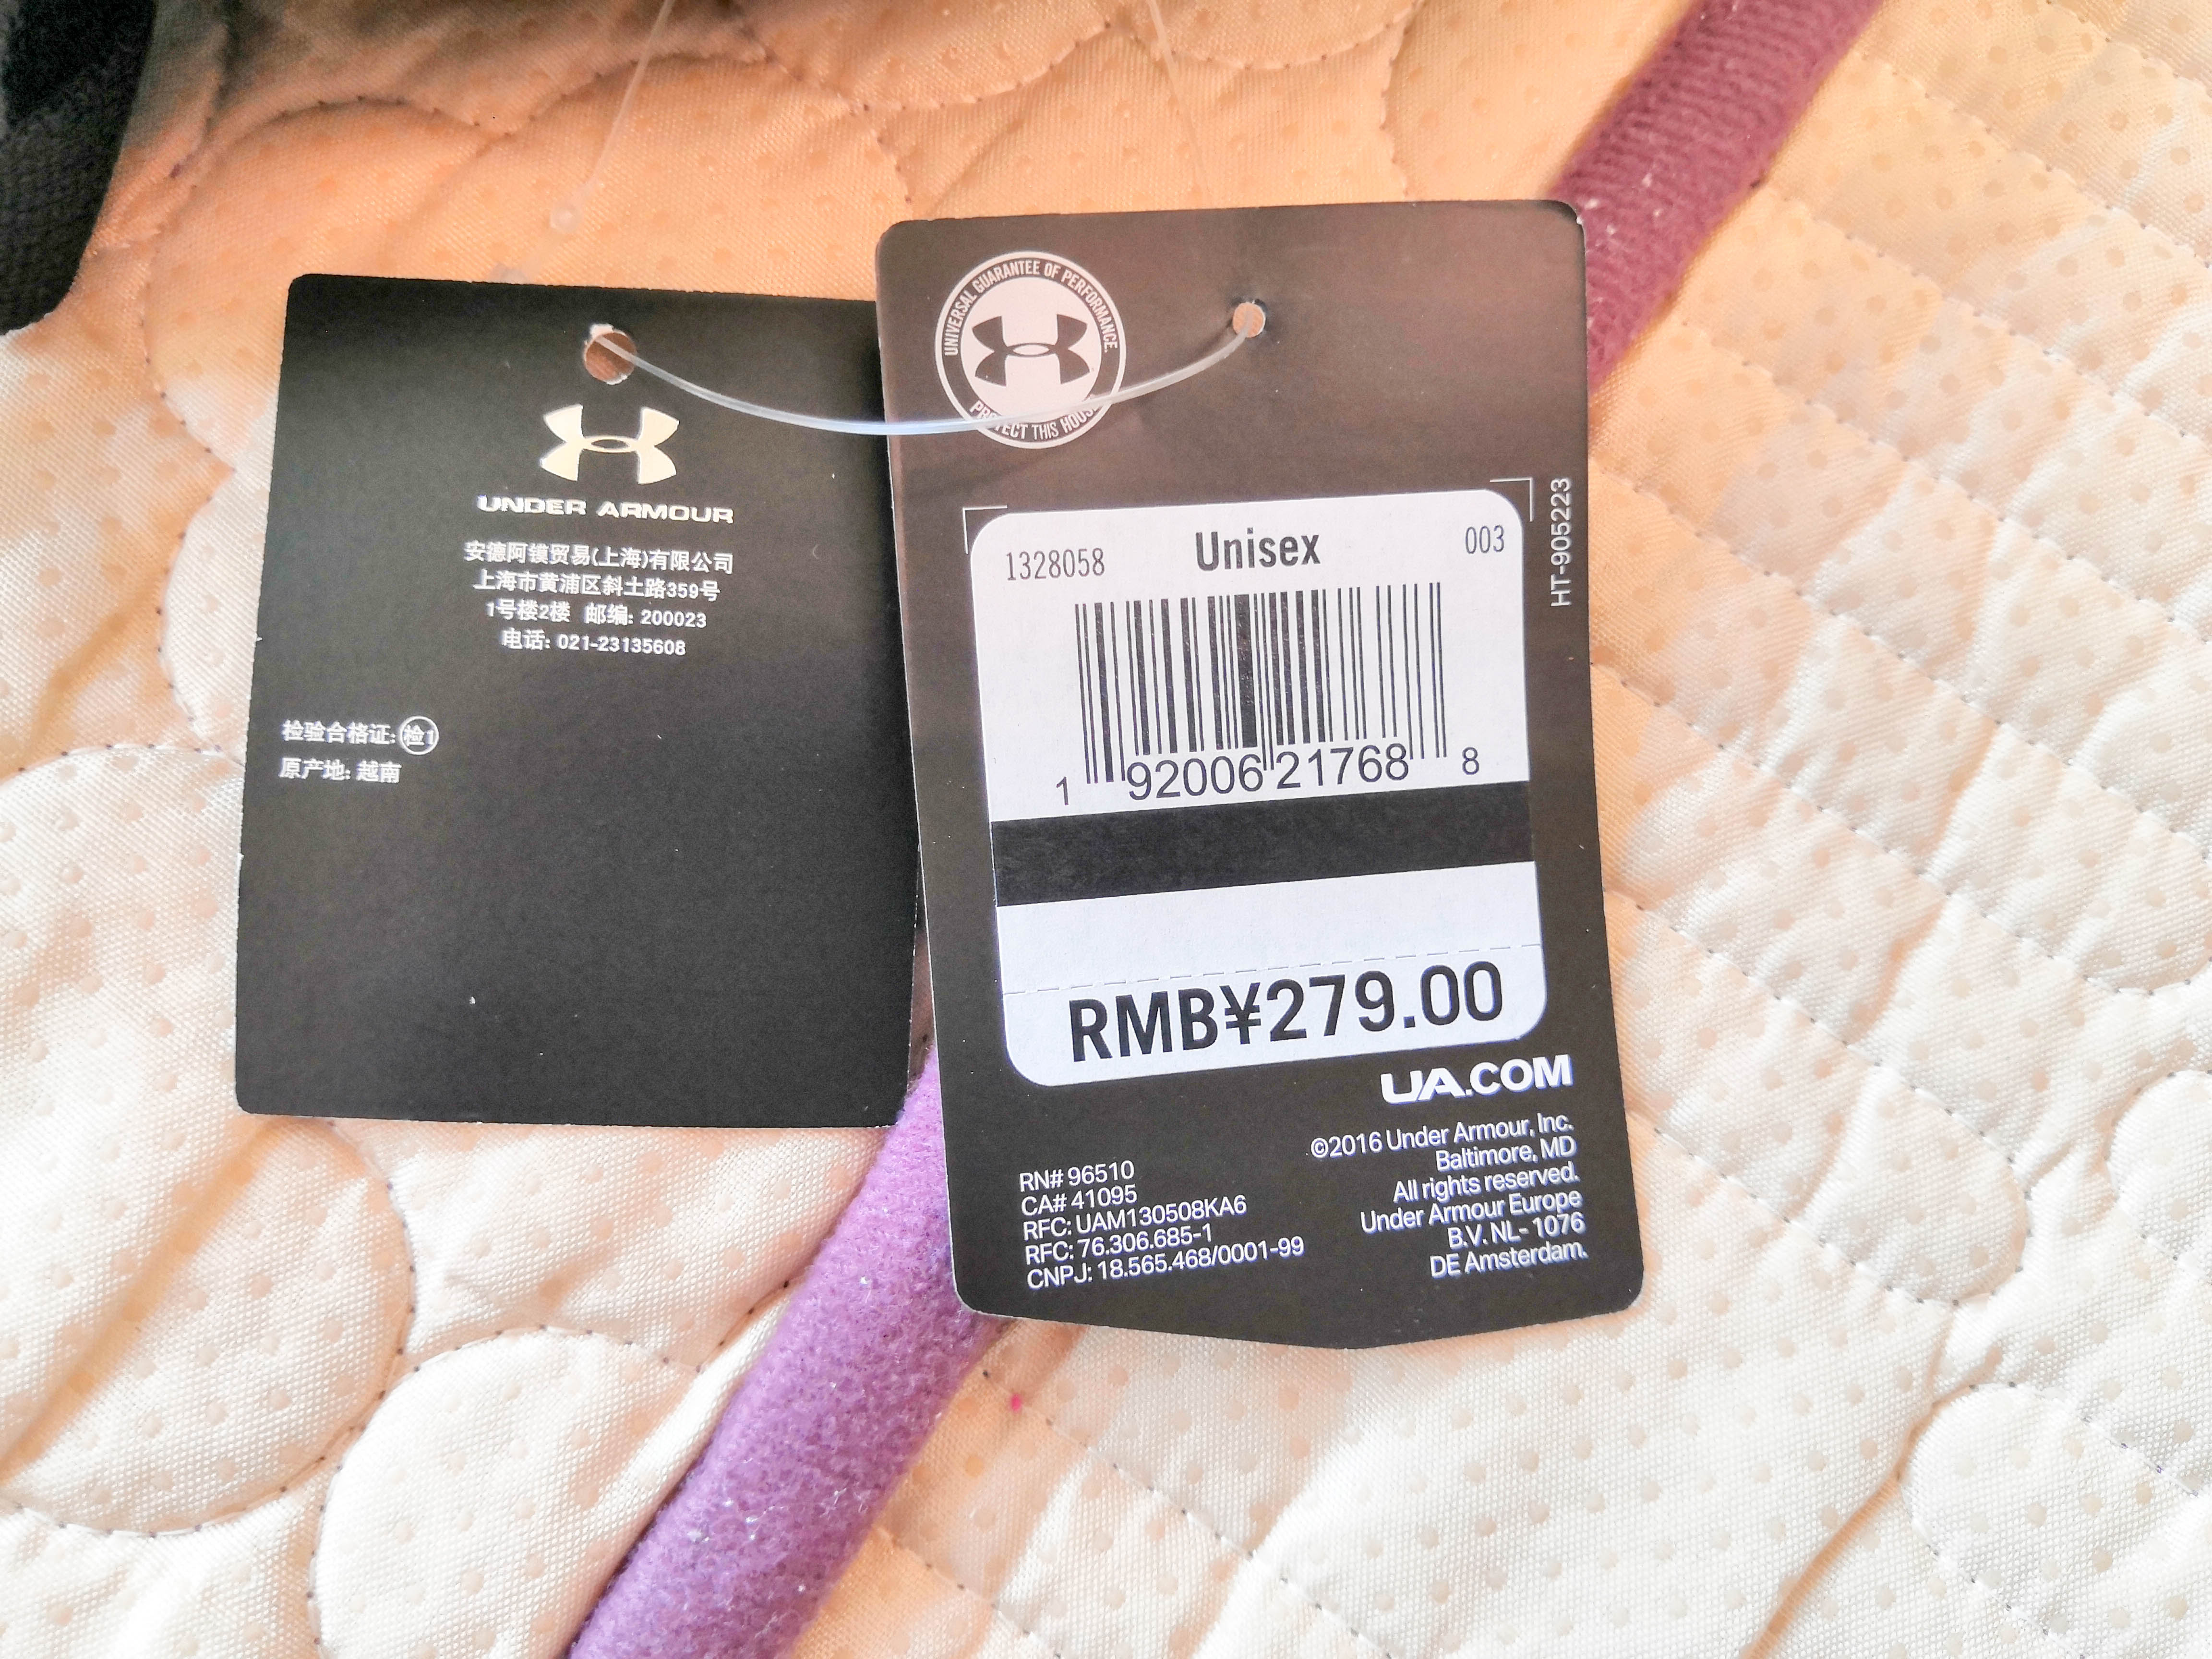 UNDER ARMOUR
安德阿镆贸易(上海)有限公司
上海市黄浦区斜土路359号
1号楼2楼 邮编: 200023
电话: 021-23135608
检验合格证: 检1
原产地: 越南
UNIVERSAL GUARANTEE OF PERFORMANCE.
PROTECT THIS HOUSE
1328058 Unisex 003
1 92006 21768 8
RMB¥279.00
HT-905223
UA.COM
©2016 Under Armour, Inc.
Baltimore, MD
All rights reserved.
Under Armour Europe
B.V. NL- 1076
DE Amsterdam.
RN# 96510
CA# 41095
RFC: UAM130508KA6
RFC: 76.306.685-1
CNPJ: 18.565.468/0001-99